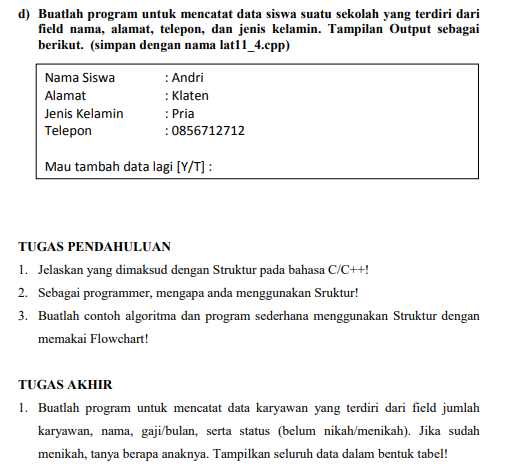 d) Buatlah program untuk mencatat data siswa suatu sekolah yang terdiri dari
field nama, alamat, telepon, dan jenis kelamin. Tampilan Output sebagai
berikut. (simpan dengan nama lat11_4.cpp)
Nama Siswa : Andri
Alamat : Klaten
Jenis Kelamin : Pria
Telepon : 0856712712
Mau tambah data lagi [Y/T] :
TUGAS PENDAHULUAN
1. Jelaskan yang dimaksud dengan Struktur pada bahasa C/C++!
2. Sebagai programmer, mengapa anda menggunakan Sruktur!
3. Buatlah contoh algoritma dan program sederhana menggunakan Struktur dengan
memakai Flowchart!
TUGAS AKHIR
1. Buatlah program untuk mencatat data karyawan yang terdiri dari field jumlah
karyawan, nama, gaji/bulan, serta status (belum nikah/menikah). Jika sudah
menikah, tanya berapa anaknya. Tampilkan seluruh data dalam bentuk tabel!